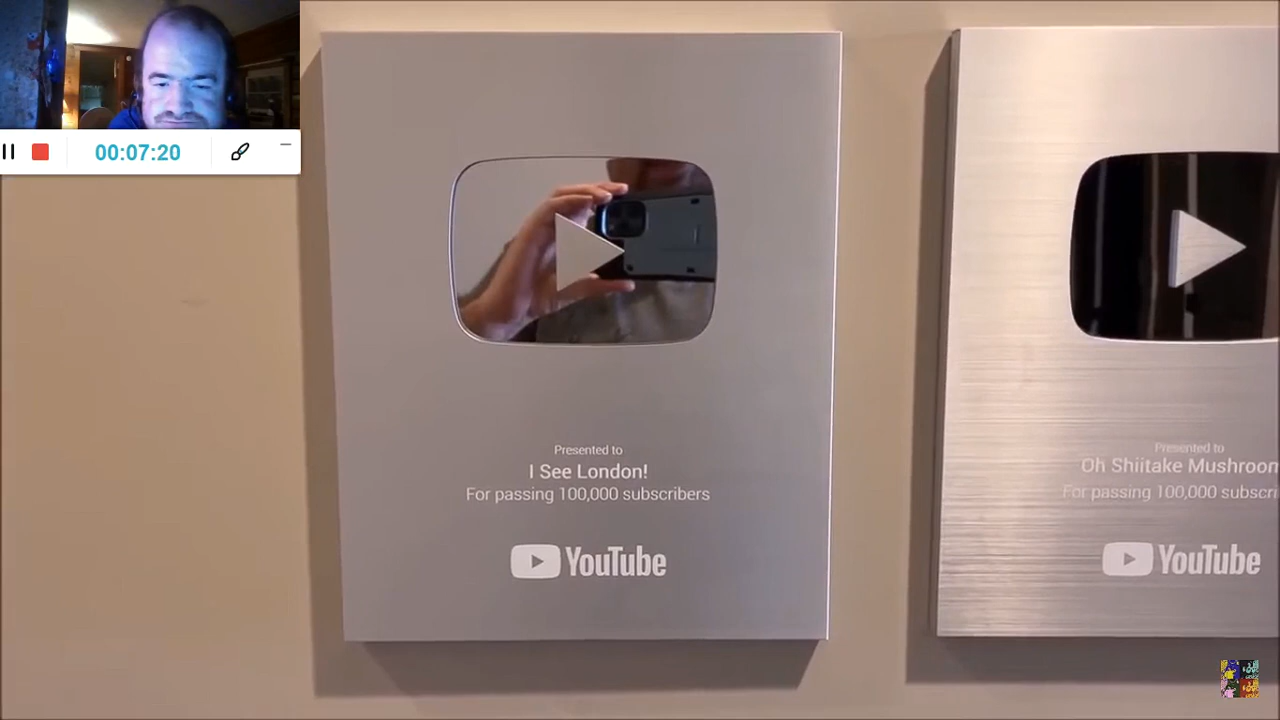 00:07:20
Presented to
I See London!
For passing 100,000 subscribers
YouTube
Presented to
Oh Shiitake Mushroom
For passing 100,000 subscri
YouTube